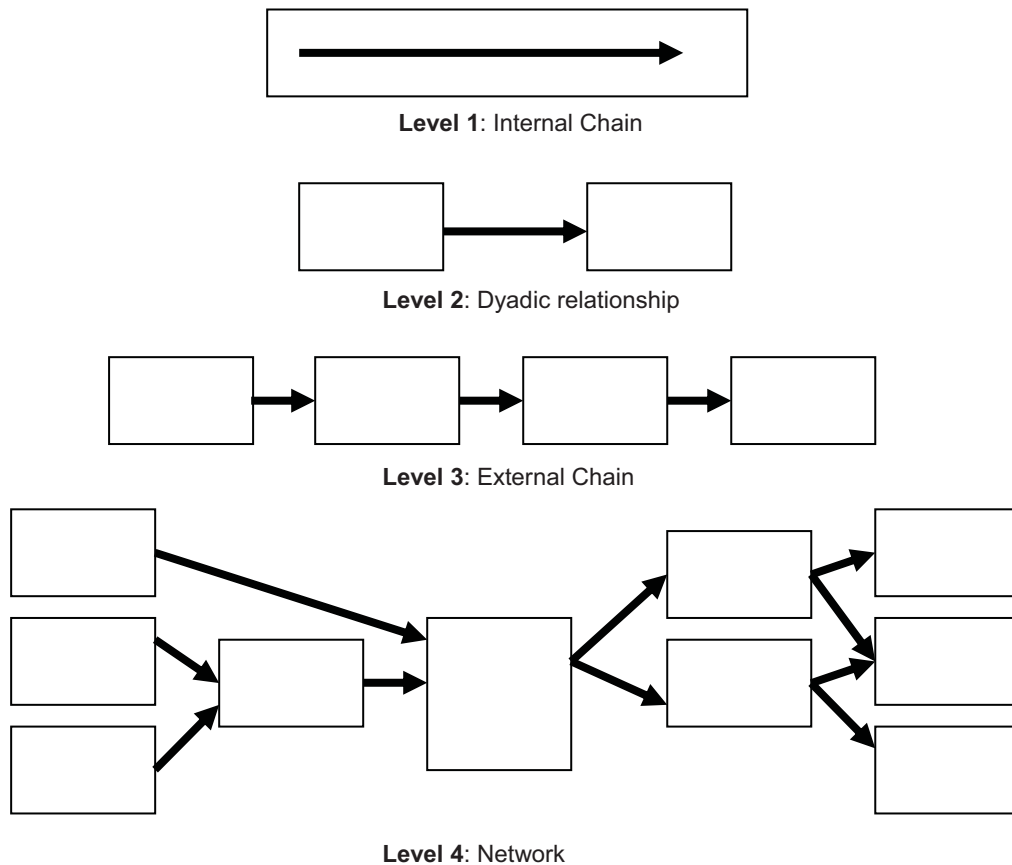 Level 1: Internal Chain
Level 2: Dyadic relationship
Level 3: External Chain
Level 4: Network